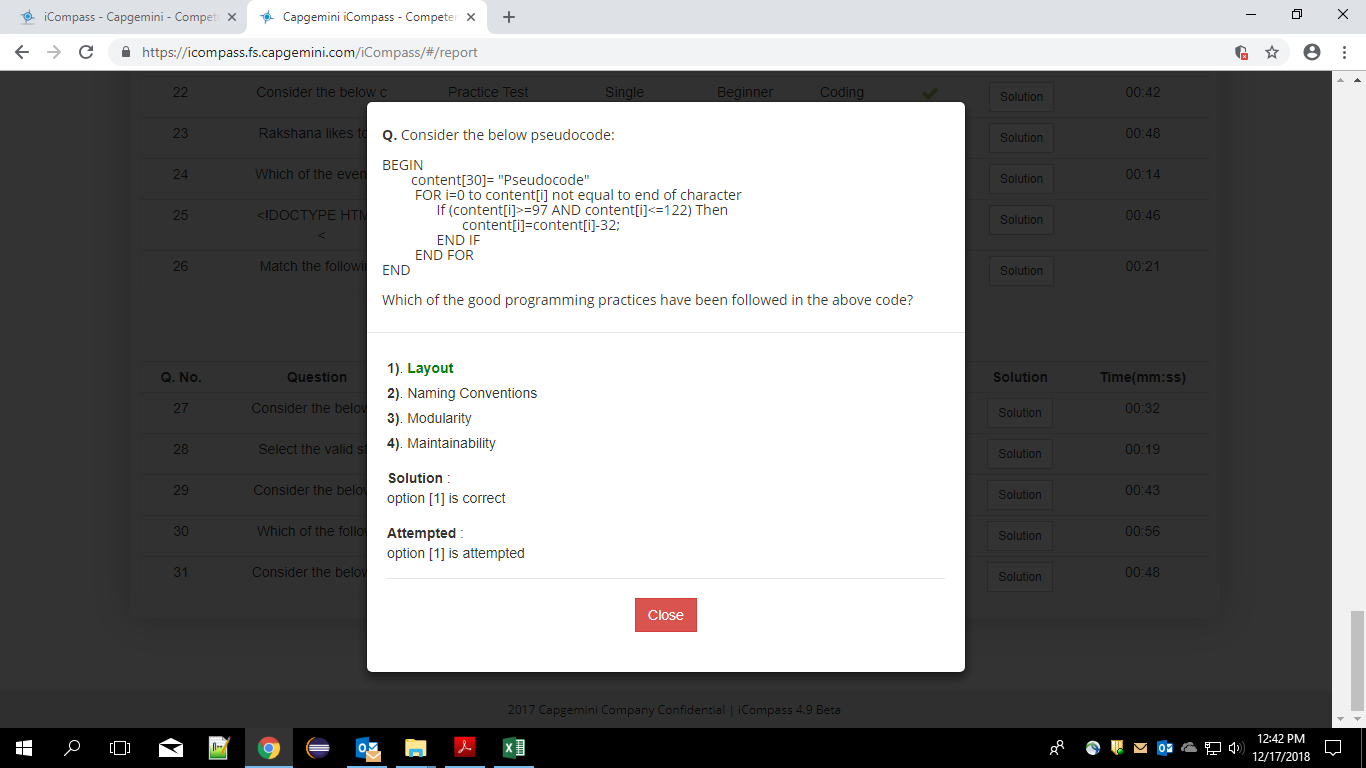 iCompass - Capgemini - Compet
Capgemini iCompass - Competen
https://icompass.fs.capgemini.com/iCompass/#/report
22 Consider the below c Practice Test Single Beginner Coding Solution 00:42
23 Rakshana likes to Solution 00:48
24 Which of the even Solution 00:14
25 <!DOCTYPE HTM Solution 00:46
<
26 Match the followi Solution 00:21
Q. No. Question Solution Time(mm:ss)
27 Consider the below Solution 00:32
28 Select the valid st Solution 00:19
29 Consider the below Solution 00:43
30 Which of the follow Solution 00:56
31 Consider the below Solution 00:48
Q. Consider the below pseudocode:
BEGIN
content[30]= "Pseudocode"
FOR i=0 to content[i] not equal to end of character
If (content[i]>=97 AND content[i]<=122) Then
content[i]=content[i]-32;
END IF
END FOR
END
Which of the good programming practices have been followed in the above code?
1). Layout
2). Naming Conventions
3). Modularity
4). Maintainability
Solution :
option [1] is correct
Attempted :
option [1] is attempted
Close
2017 Capgemini Company Confidential | iCompass 4.9 Beta
12:42 PM
12/17/2018